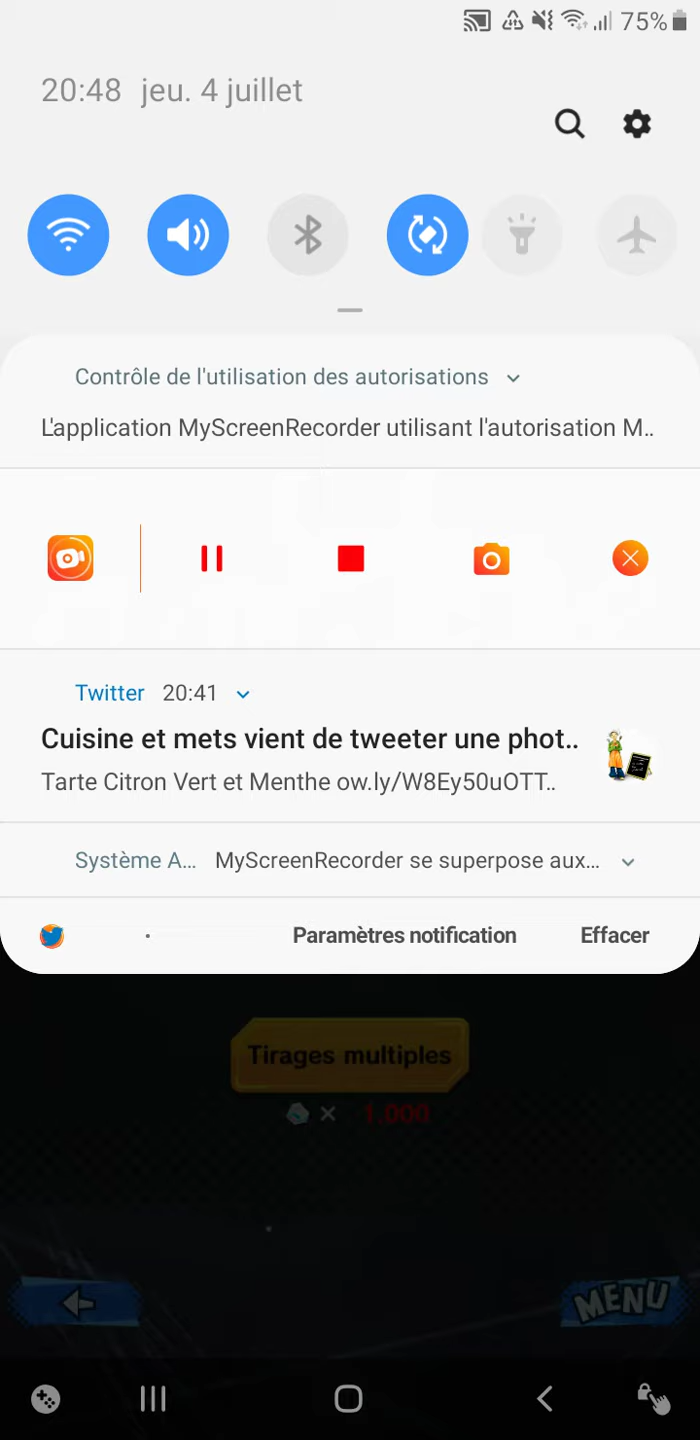 75%
20:48 jeu. 4 juillet
Contrôle de l'utilisation des autorisations
L'application MyScreenRecorder utilisant l'autorisation M..
Twitter 20:41
Cuisine et mets vient de tweeter une phot..
Tarte Citron Vert et Menthe ow.ly/W8Ey50uOTT..
Système A... MyScreenRecorder se superpose aux...
Paramètres notification Effacer
Tirages multiples
× 1.000
MENU